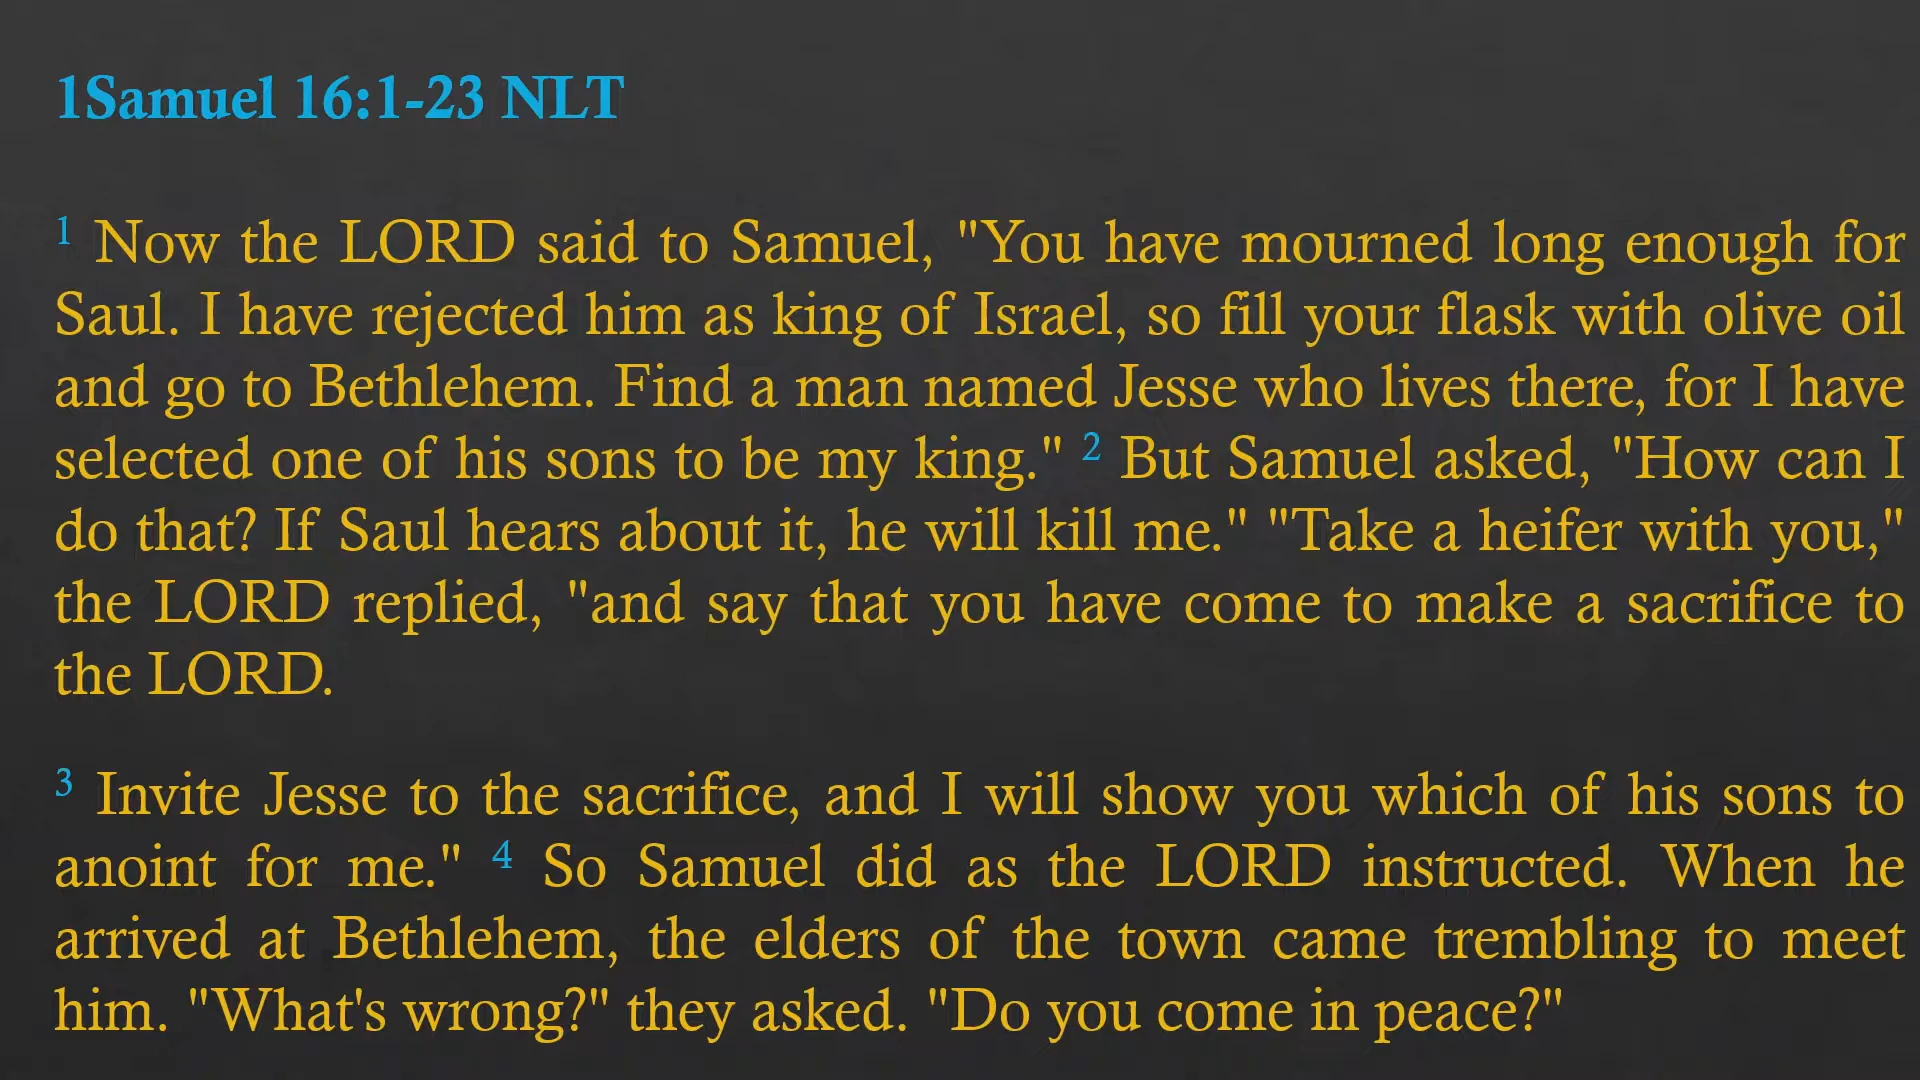 1Samuel 16:1-23 NLT
1 Now the LORD said to Samuel, "You have mourned long enough for
Saul. I have rejected him as king of Israel, so fill your flask with olive oil
and go to Bethlehem. Find a man named Jesse who lives there, for I have
selected one of his sons to be my king." 2 But Samuel asked, "How can I
do that? If Saul hears about it, he will kill me." "Take a heifer with you,"
the LORD replied, "and say that you have come to make a sacrifice to
the LORD.
3 Invite Jesse to the sacrifice, and I will show you which of his sons to
anoint for me." 4 So Samuel did as the LORD instructed. When he
arrived at Bethlehem, the elders of the town came trembling to meet
him. "What's wrong?" they asked. "Do you come in peace?"